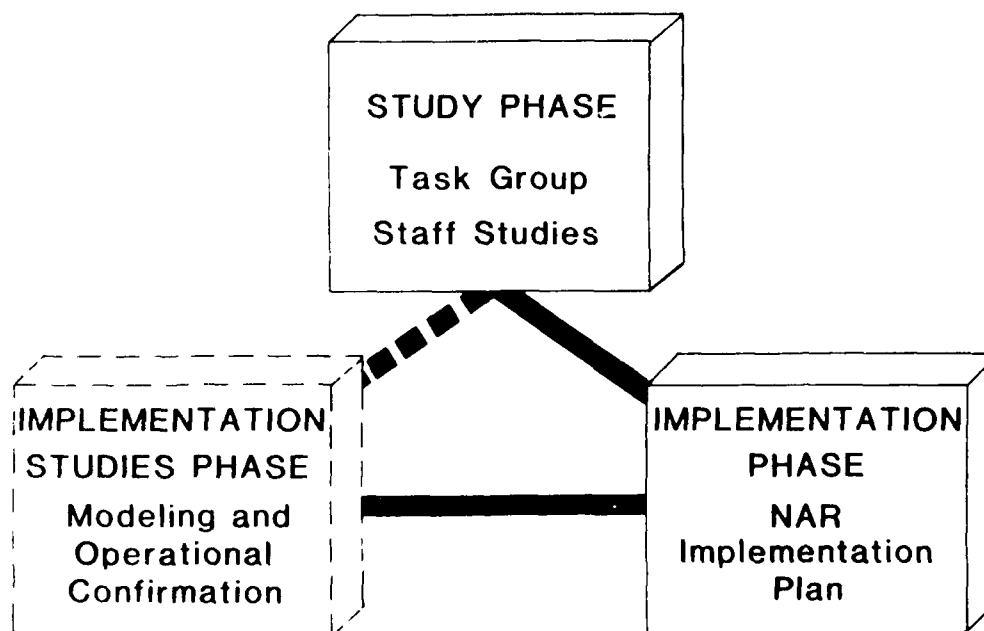 STUDY PHASE
Task Group
Staff Studies
IMPLEMENTATION
STUDIES PHASE
Modeling and
Operational
Confirmation
IMPLEMENTATION
PHASE
NAR
Implementation
Plan